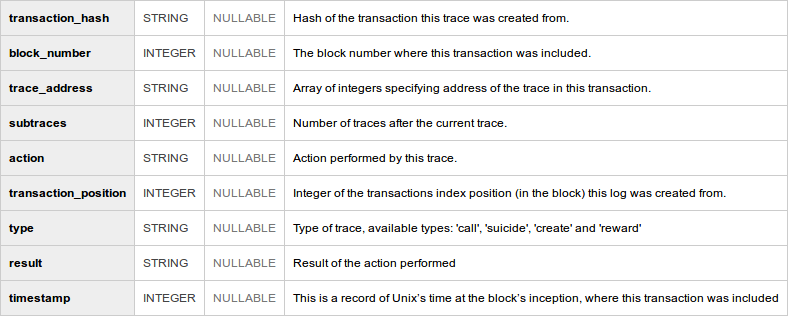 transaction_hash STRING NULLABLE Hash of the transaction this trace was created from.
block_number INTEGER NULLABLE The block number where this transaction was included.
trace_address STRING NULLABLE Array of integers specifying address of the trace in this transaction.
subtraces INTEGER NULLABLE Number of traces after the current trace.
action STRING NULLABLE Action performed by this trace.
transaction_position INTEGER NULLABLE Integer of the transactions index position (in the block) this log was created from.
type STRING NULLABLE Type of trace, available types: 'call', 'suicide', 'create' and 'reward'
result STRING NULLABLE Result of the action performed
timestamp INTEGER NULLABLE This is a record of Unix’s time at the block’s inception, where this transaction was included